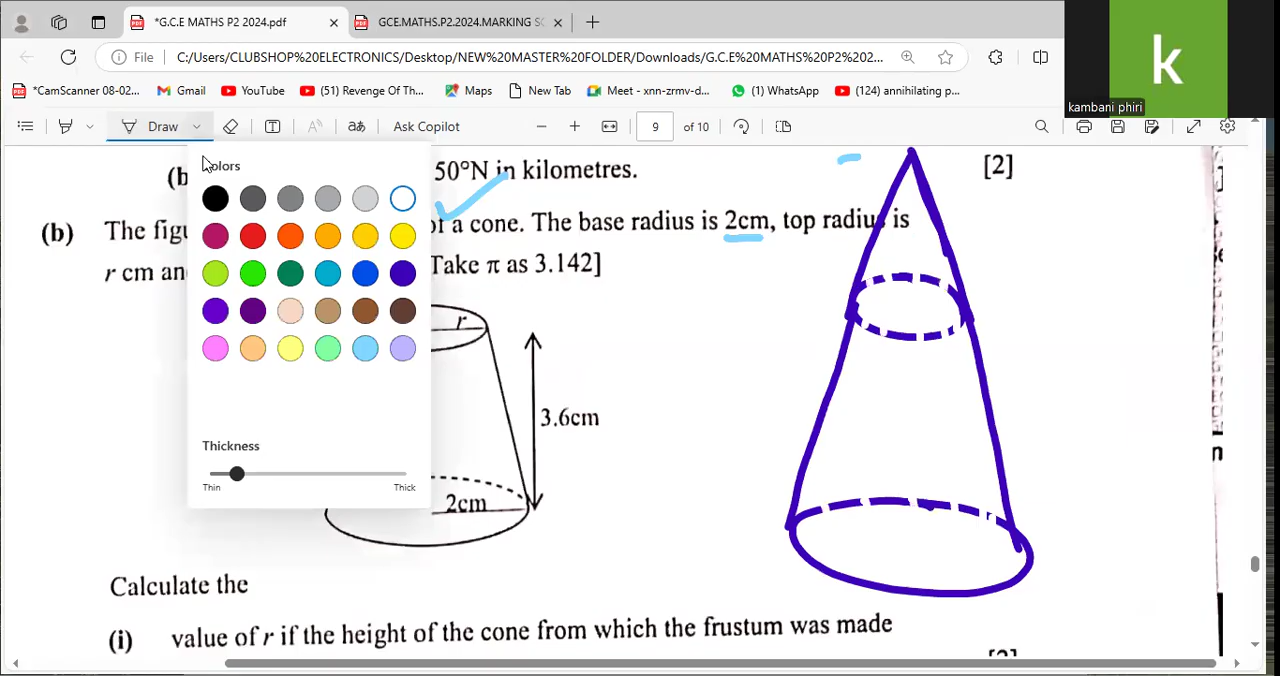 *G.C.E MATHS P2 2024.pdf
GCE.MATHS.P2.2024.MARKING SC
File
C:/Users/CLUBSHOP%20ELECTRONICS/Desktop/NEW%20MASTER%20FOLDER/Downloads/G.C.E%20MATHS%20P2%202...
*CamScanner 08-02...
Gmail
YouTube
(51) Revenge Of Th...
Maps
New Tab
Meet - xnn-zrmv-d...
(1) WhatsApp
(124) annihilating p...
k
kambani phiri
Draw
Ask Copilot
9
of 10
Colors
Thickness
Thin
Thick
(b 50°N in kilometres. [2]
(b) The figu of a cone. The base radius is 2cm, top radius is
r cm an Take π as 3.142]
r
3.6cm
2cm
Calculate the
(i) value of r if the height of the cone from which the frustum was made